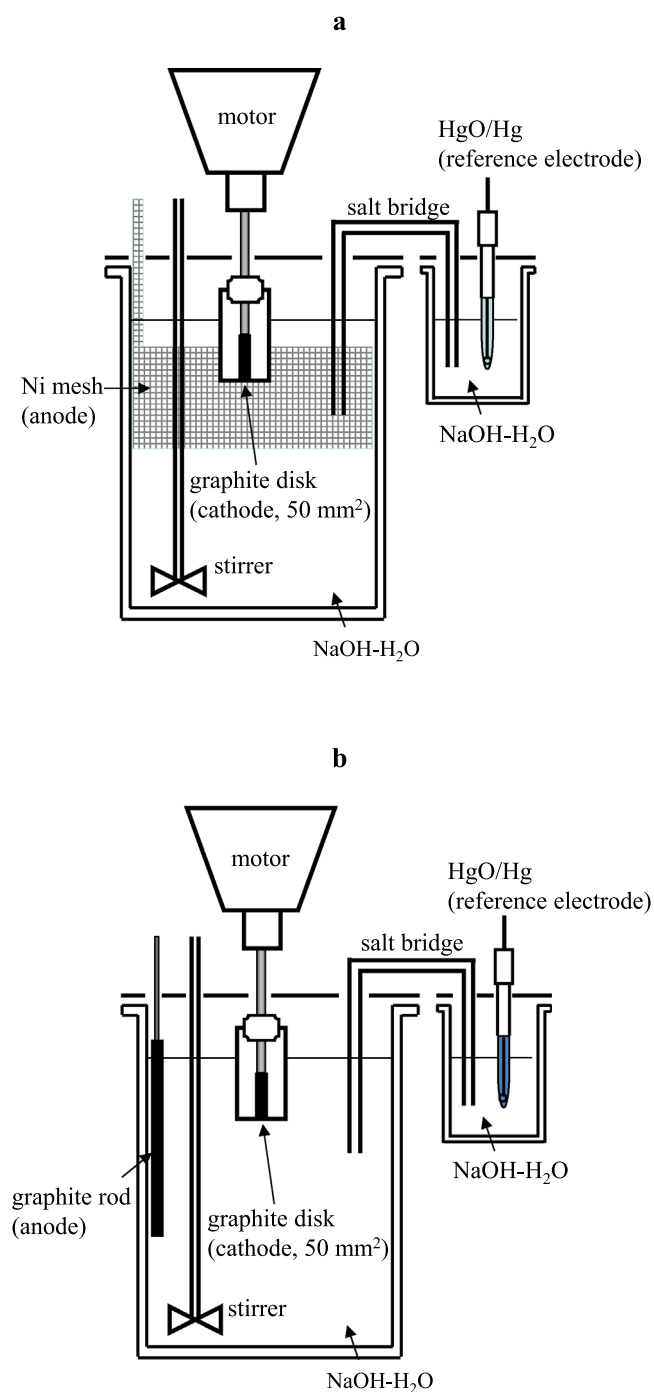 a
motor
HgO/Hg
(reference electrode)
salt bridge
Ni mesh
(anode)
NaOH-H₂O
graphite disk
(cathode, 50 mm²)
stirrer
NaOH-H₂O
b
motor
HgO/Hg
(reference electrode)
salt bridge
NaOH-H₂O
graphite rod
(anode)
graphite disk
(cathode, 50 mm²)
stirrer
NaOH-H₂O